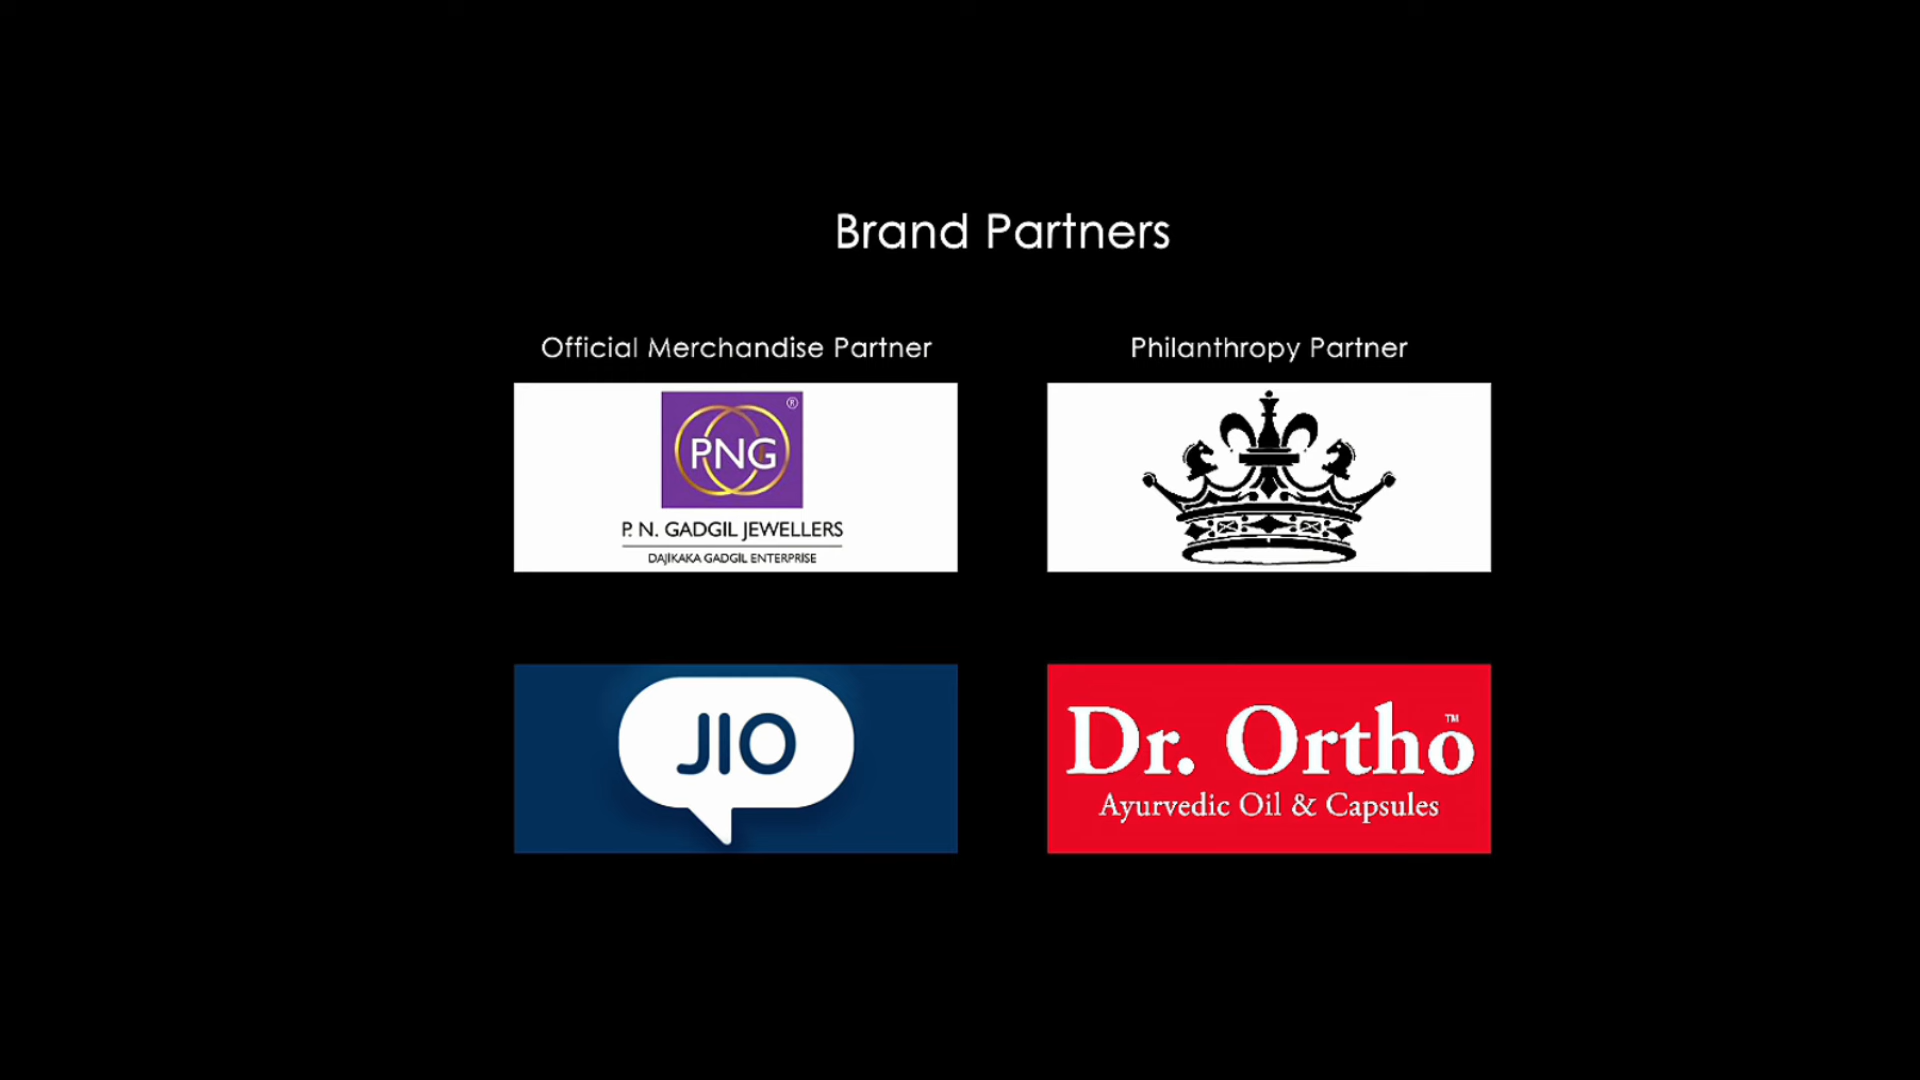 Brand Partners
Official Merchandise Partner
Philanthropy Partner
PNG ®
P. N. GADGIL JEWELLERS
DAJIKAKA GADGIL ENTERPRISE
JIO
Dr. Ortho ™
Ayurvedic Oil & Capsules